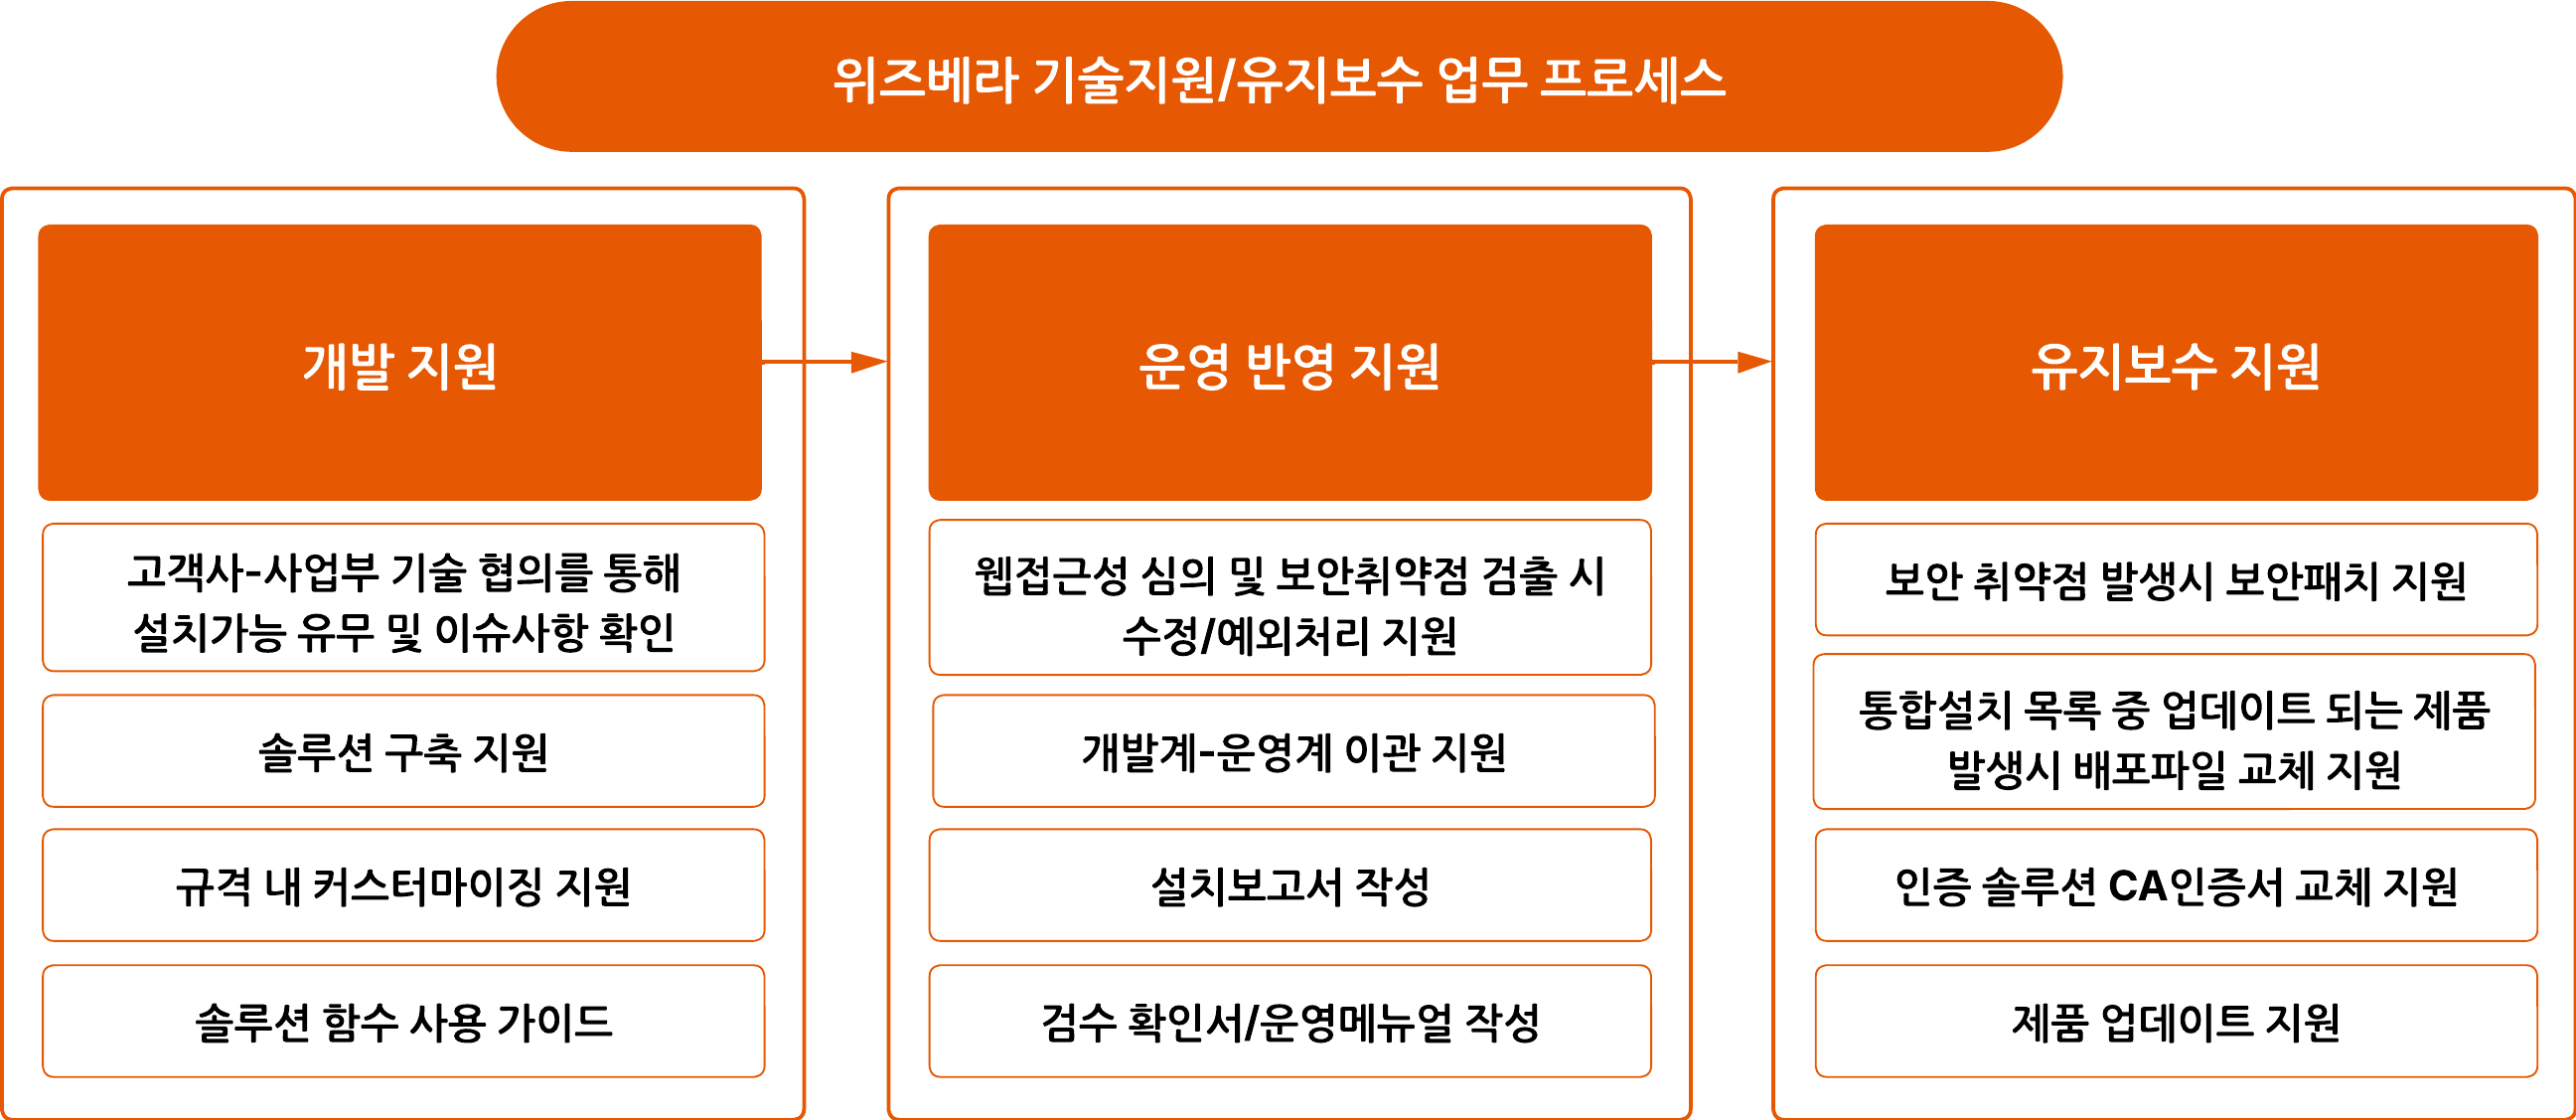 위즈베라 기술지원/유지보수 업무 프로세스
개발 지원
고객사-사업부 기술 협의를 통해
설치가능 유무 및 이슈사항 확인
솔루션 구축 지원
규격 내 커스터마이징 지원
솔루션 함수 사용 가이드
운영 반영 지원
웹접근성 심의 및 보안취약점 검출 시
수정/예외처리 지원
개발계-운영계 이관 지원
설치보고서 작성
검수 확인서/운영메뉴얼 작성
유지보수 지원
보안 취약점 발생시 보안패치 지원
통합설치 목록 중 업데이트 되는 제품
발생시 배포파일 교체 지원
인증 솔루션 CA인증서 교체 지원
제품 업데이트 지원